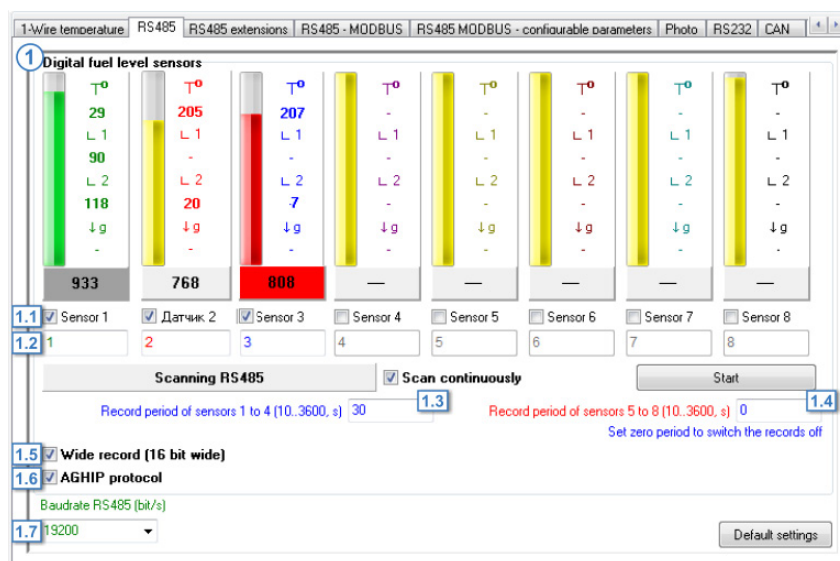 1-Wire temperature RS485 RS485 extensions RS485 - MODBUS RS485 MODBUS - configurable parameters Photo RS232 CAN
1 Digital fuel level sensors
T° T° T° T° T° T° T° T°
29 205 207 - - - - -
∟ 1 ∟ 1 ∟ 1 ∟ 1 ∟ 1 ∟ 1 ∟ 1 ∟ 1
90 - - - - - - -
∟ 2 ∟ 2 ∟ 2 ∟ 2 ∟ 2 ∟ 2 ∟ 2 ∟ 2
118 20 7 - - - - -
↓g ↓g ↓g ↓g ↓g ↓g ↓g ↓g
- - - - - - - -
933 768 808 — — — — —
1.1 Sensor 1 Датчик 2 Sensor 3 Sensor 4 Sensor 5 Sensor 6 Sensor 7 Sensor 8
1.2 1 2 3 4 5 6 7 8
Scanning RS485 Scan continuously Start
Record period of sensors 1 to 4 (10..3600, s) 30 1.3 Record period of sensors 5 to 8 (10..3600, s) 0 1.4
Set zero period to switch the records off
1.5 Wide record (16 bit wide)
1.6 AGHIP protocol
Baudrate RS485 (bit/s)
1.7 19200 Default settings